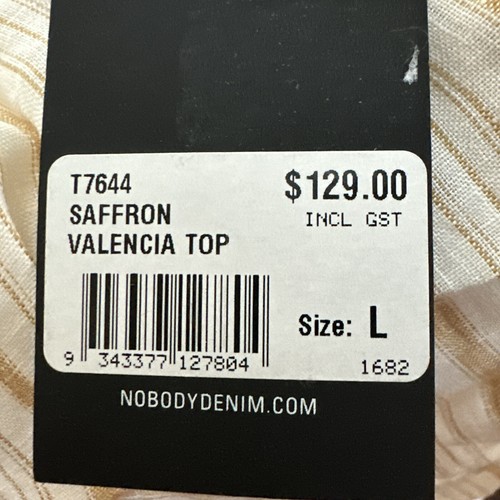 T7644
$129.00
SAFFRON
INCL GST
VALENCIA TOP
Size: L
9 343377 127804
1682
NOBODYDENIM.COM